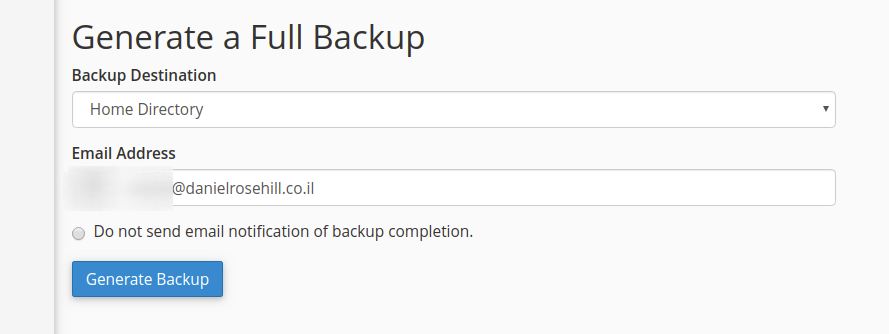 Generate a Full Backup
Backup Destination
Home Directory
Email Address
@danielrosehill.co.il
Do not send email notification of backup completion.
Generate Backup